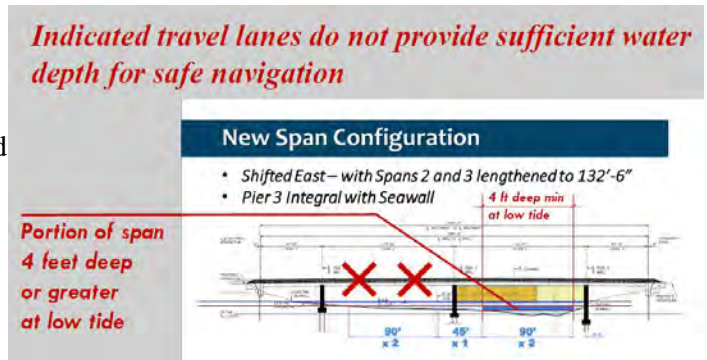 Indicated travel lanes do not provide sufficient water
depth for safe navigation
d
New Span Configuration
• Shifted East – with Spans 2 and 3 lengthened to 132'-6"
• Pier 3 Integral with Seawall
4 ft deep min
at low tide
Portion of span
4 feet deep
or greater
at low tide
90' 45' 90'
x 2 x 1 x 2